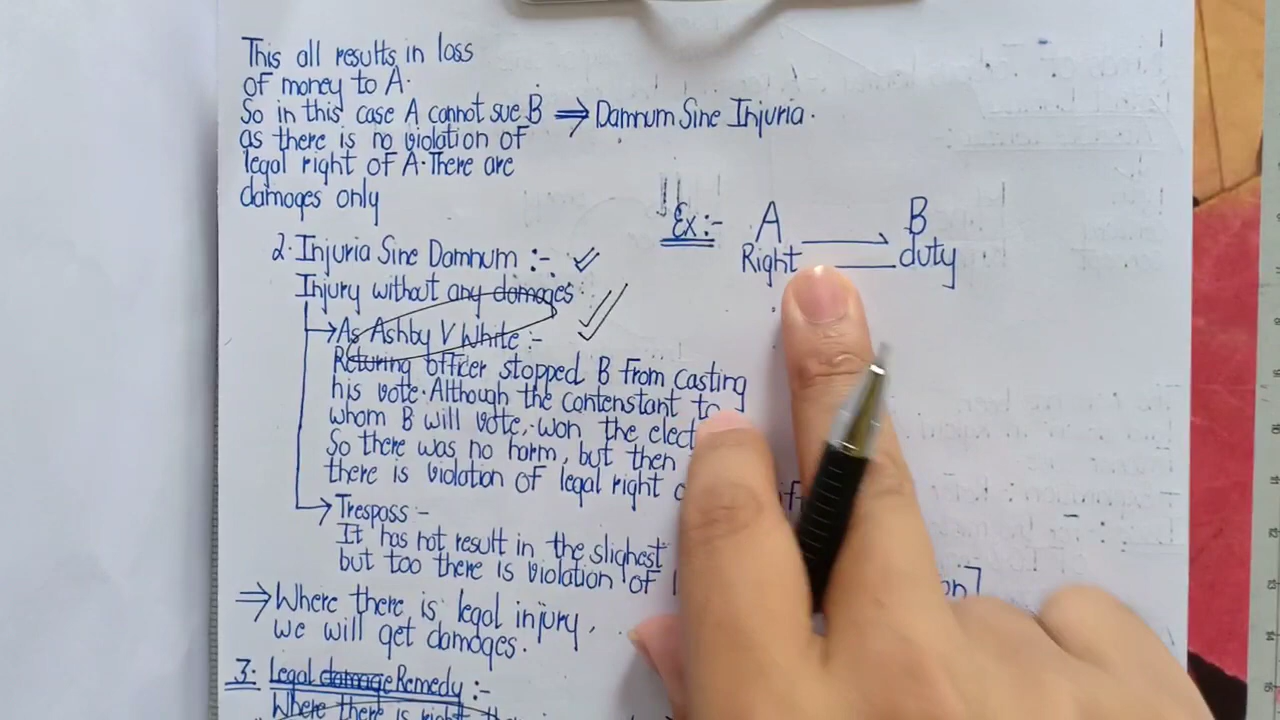 This all results in loss
of money to A.
So in this case A cannot sue B ⇒ Damnum Sine Injuria.
as there is no violation of
legal right of A. There are
damages only
Ex:- A → B
Right duty
2. Injuria Sine Damnum :-
Injury without any damages
→ As Ashby V White :-
Returing officer stopped B from casting
his vote. Although the contenstant to
whom B will vote, won the elect
So there was no harm, but then
there is violation of legal right
→ Trespass -
It has not result in the slighest
but too there is violation of
⇒ Where there is legal injury,
we will get damages.
3. Legal damage Remedy :-
Where there is right